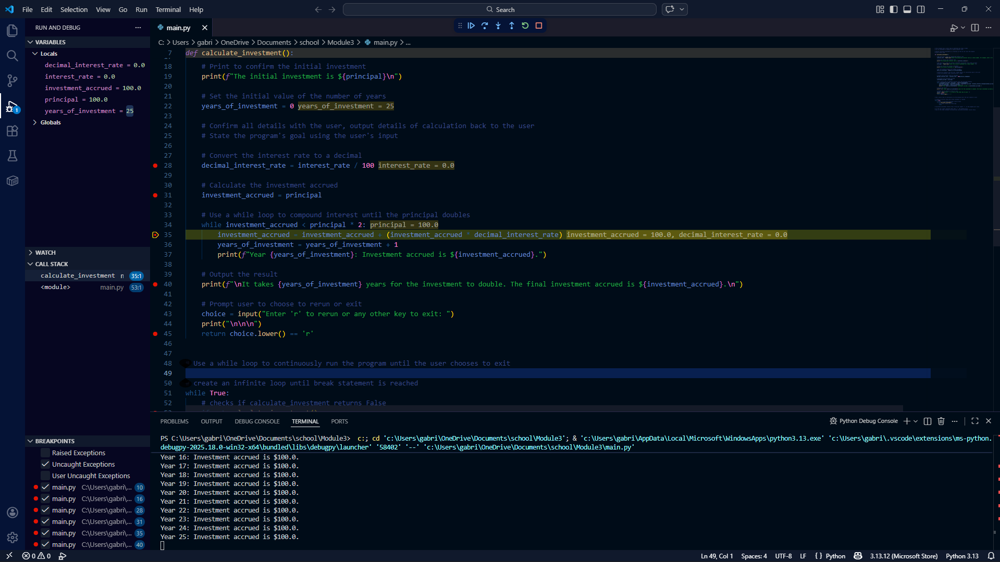 File Edit Selection View Go Run Terminal Help
Search
RUN AND DEBUG
main.py
VARIABLES
Locals
decimal_interest_rate = 0.0
interest_rate = 0.0
investment_accrued = 100.0
principal = 100.0
years_of_investment = 25
Globals
WATCH
CALL STACK
calculate_investment 35:1
<module> main.py 53:1
BREAKPOINTS
Raised Exceptions
Uncaught Exceptions
User Uncaught Exceptions
main.py C:\Users\gabri\... 10
main.py C:\Users\gabri\... 16
main.py C:\Users\gabri\... 28
main.py C:\Users\gabri\... 31
main.py C:\Users\gabri\... 35
main.py C:\Users\gabri\... 40
1
C: > Users > gabri > OneDrive > Documents > school > Module3 > main.py > ...
7 def calculate_investment():
18 # Print to confirm the initial investment
19 print(f"The initial investment is ${principal}\n")
20
21 # Set the initial value of the number of years
22 years_of_investment = 0 years_of_investment = 25
23
24 # Confirm all details with the user, output details of calculation back to the user
25 # State the program's goal using the user's input
26
27 # Convert the interest rate to a decimal
28 decimal_interest_rate = interest_rate / 100 interest_rate = 0.0
29
30 # Calculate the investment accrued
31 investment_accrued = principal
32
33 # Use a while loop to compound interest until the principal doubles
34 while investment_accrued < principal * 2: principal = 100.0
35 investment_accrued = investment_accrued + (investment_accrued * decimal_interest_rate) investment_accrued = 100.0, decimal_interest_rate = 0.0
36 years_of_investment = years_of_investment + 1
37 print(f"Year {years_of_investment}: Investment accrued is ${investment_accrued}.")
38
39 # Output the result
40 print(f"\nIt takes {years_of_investment} years for the investment to double. The final investment accrued is ${investment_accrued}.\n")
41
42 # Prompt user to choose to rerun or exit
43 choice = input("Enter 'r' to rerun or any other key to exit: ")
44 print("\n\n\n")
45 return choice.lower() == 'r'
46
47
48 Use a while loop to continuously run the program until the user chooses to exit
49
50 create an infinite loop until break statement is reached
51 while True:
52 # checks if calculate_investment returns False
PROBLEMS OUTPUT DEBUG CONSOLE TERMINAL PORTS
Python Debug Console
PS C:\Users\gabri\OneDrive\Documents\school\Module3> c:; cd 'c:\Users\gabri\OneDrive\Documents\school\Module3'; & 'c:\Users\gabri\AppData\Local\Microsoft\WindowsApps\python3.13.exe' 'c:\Users\gabri\.vscode\extensions\ms-python.
debugpy-2025.18.0-win32-x64\bundled\libs\debugpy\launcher' '58402' '--' 'c:\Users\gabri\OneDrive\Documents\school\Module3\main.py'
Year 16: Investment accrued is $100.0.
Year 17: Investment accrued is $100.0.
Year 18: Investment accrued is $100.0.
Year 19: Investment accrued is $100.0.
Year 20: Investment accrued is $100.0.
Year 21: Investment accrued is $100.0.
Year 22: Investment accrued is $100.0.
Year 23: Investment accrued is $100.0.
Year 24: Investment accrued is $100.0.
Year 25: Investment accrued is $100.0.
0 0
Ln 49, Col 1 Spaces: 4 UTF-8 LF { } Python 3.13.12 (Microsoft Store) Python 3.13